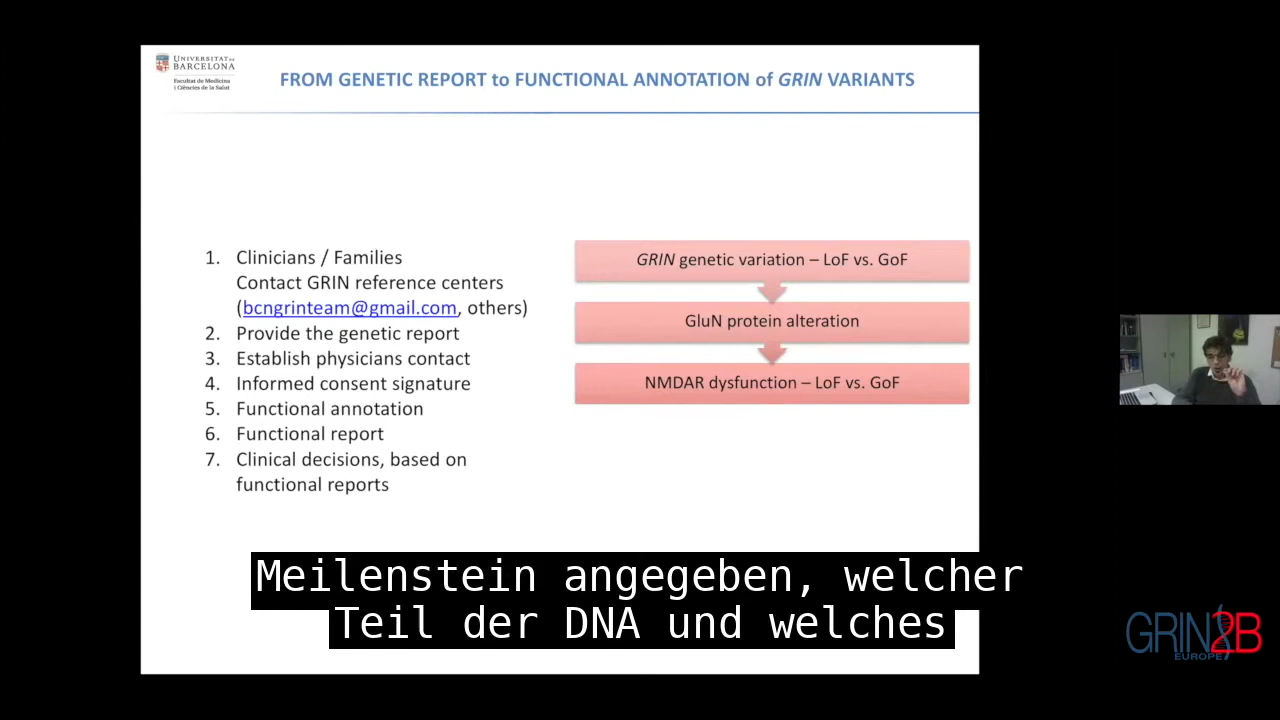 UNIVERSITAT DE
BARCELONA
Facultat de Medicina
i Ciències de la Salut
FROM GENETIC REPORT to FUNCTIONAL ANNOTATION of GRIN VARIANTS
1. Clinicians / Families
Contact GRIN reference centers
(bcngrinteam@gmail.com, others)
2. Provide the genetic report
3. Establish physicians contact
4. Informed consent signature
5. Functional annotation
6. Functional report
7. Clinical decisions, based on
functional reports
GRIN genetic variation – LoF vs. GoF
GluN protein alteration
NMDAR dysfunction – LoF vs. GoF
Meilenstein angegeben, welcher
Teil der DNA und welches
GRIN2B
EUROPE